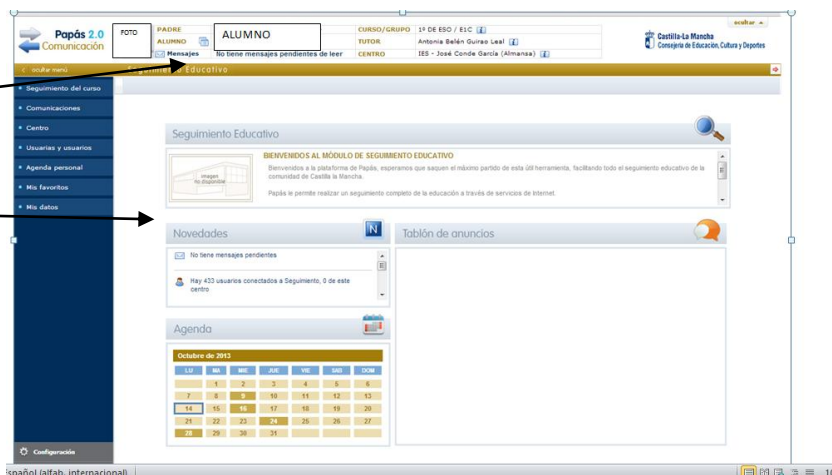 ocultar
Papás 2.0
Comunicación
FOTO
PADRE
ALUMNO
ALUMNO
Mensajes No tiene mensajes pendientes de leer
CURSO/GRUPO 1º DE ESO / E1C
TUTOR Antonia Belén Guirao Leal
CENTRO IES - José Conde García (Almansa)
Castilla-La Mancha
Consejería de Educación, Cultura y Deportes
ocultar menú
Seguimiento Educativo
Seguimiento del curso
Comunicaciones
Centro
Usuarias y usuarios
Agenda personal
Mis favoritos
Mis datos
Configuración
Seguimiento Educativo
imagen
no disponible
BIENVENIDOS AL MÓDULO DE SEGUIMIENTO EDUCATIVO
Bienvenidos a la plataforma de Papás, esperamos que saquen el máximo partido de esta útil herramenta, facilitando todo el seguimiento educativo de la
comunidad de Castilla la Mancha.
Papás le permite realizar un seguimiento completo de la educación a través de servicios de Internet.
Novedades
N
No tiene mensajes pendientes
Hay 433 usuarios conectados a Seguimiento, 0 de este
centro
Tablón de anuncios
Agenda
Octubre de 2013
LU MA MIE JUE VIE SAB DOM
1 2 3 4 5 6
7 8 9 10 11 12 13
14 15 16 17 18 19 20
21 22 23 24 25 26 27
28 29 30 31
Español (alfab. internacional)